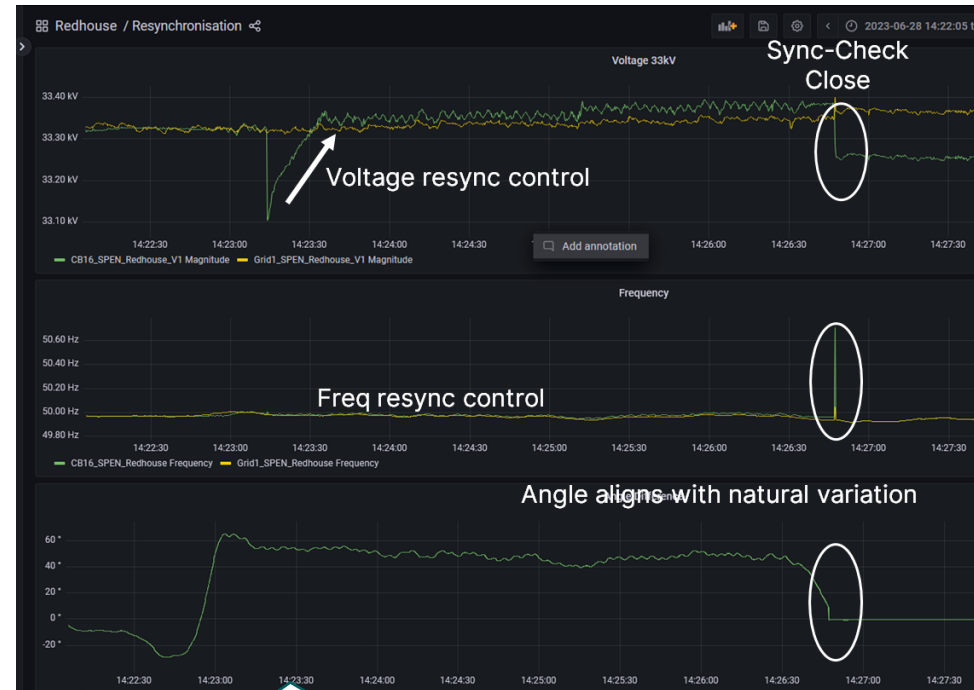 Redhouse / Resynchronisation
2023-06-28 14:22:05 t
Voltage 33kV
Sync-Check
Close
33.40 kV
33.30 kV
33.20 kV
33.10 kV
Voltage resync control
14:22:30 14:23:00 14:23:30 14:24:00 14:24:30 14:26:00 14:26:30 14:27:00 14:27:30
Add annotation
CB16_SPEN_Redhouse_V1 Magnitude Grid1_SPEN_Redhouse_V1 Magnitude
Frequency
50.60 Hz
50.40 Hz
50.20 Hz
50.00 Hz
49.80 Hz
Freq resync control
14:22:30 14:23:00 14:23:30 14:24:00 14:24:30 14:25:00 14:25:30 14:26:00 14:26:30 14:27:00 14:27:30
CB16_SPEN_Redhouse Frequency Grid1_SPEN_Redhouse Frequency
Angle aligns with natural variation
60 °
40 °
20 °
0 °
-20 °
14:22:30 14:23:00 14:23:30 14:24:00 14:24:30 14:25:00 14:25:30 14:26:00 14:26:30 14:27:00 14:27:30